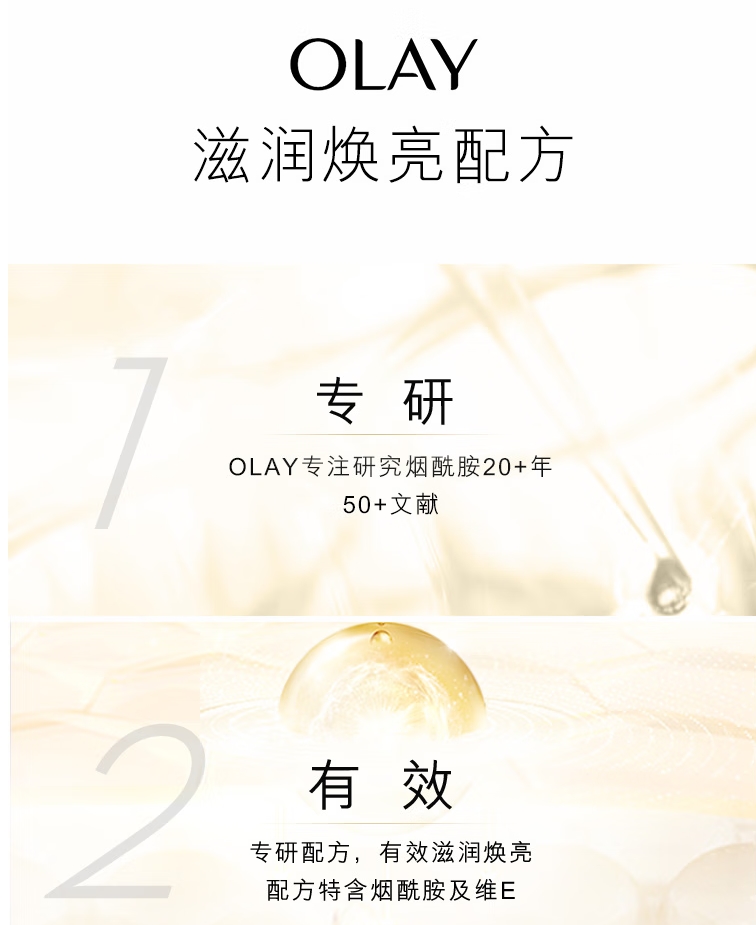 OLAY
滋润焕亮配方
1
专 研
OLAY专注研究烟酰胺20+年
50+文献
2
有 效
专研配方，有效滋润焕亮
配方特含烟酰胺及维E